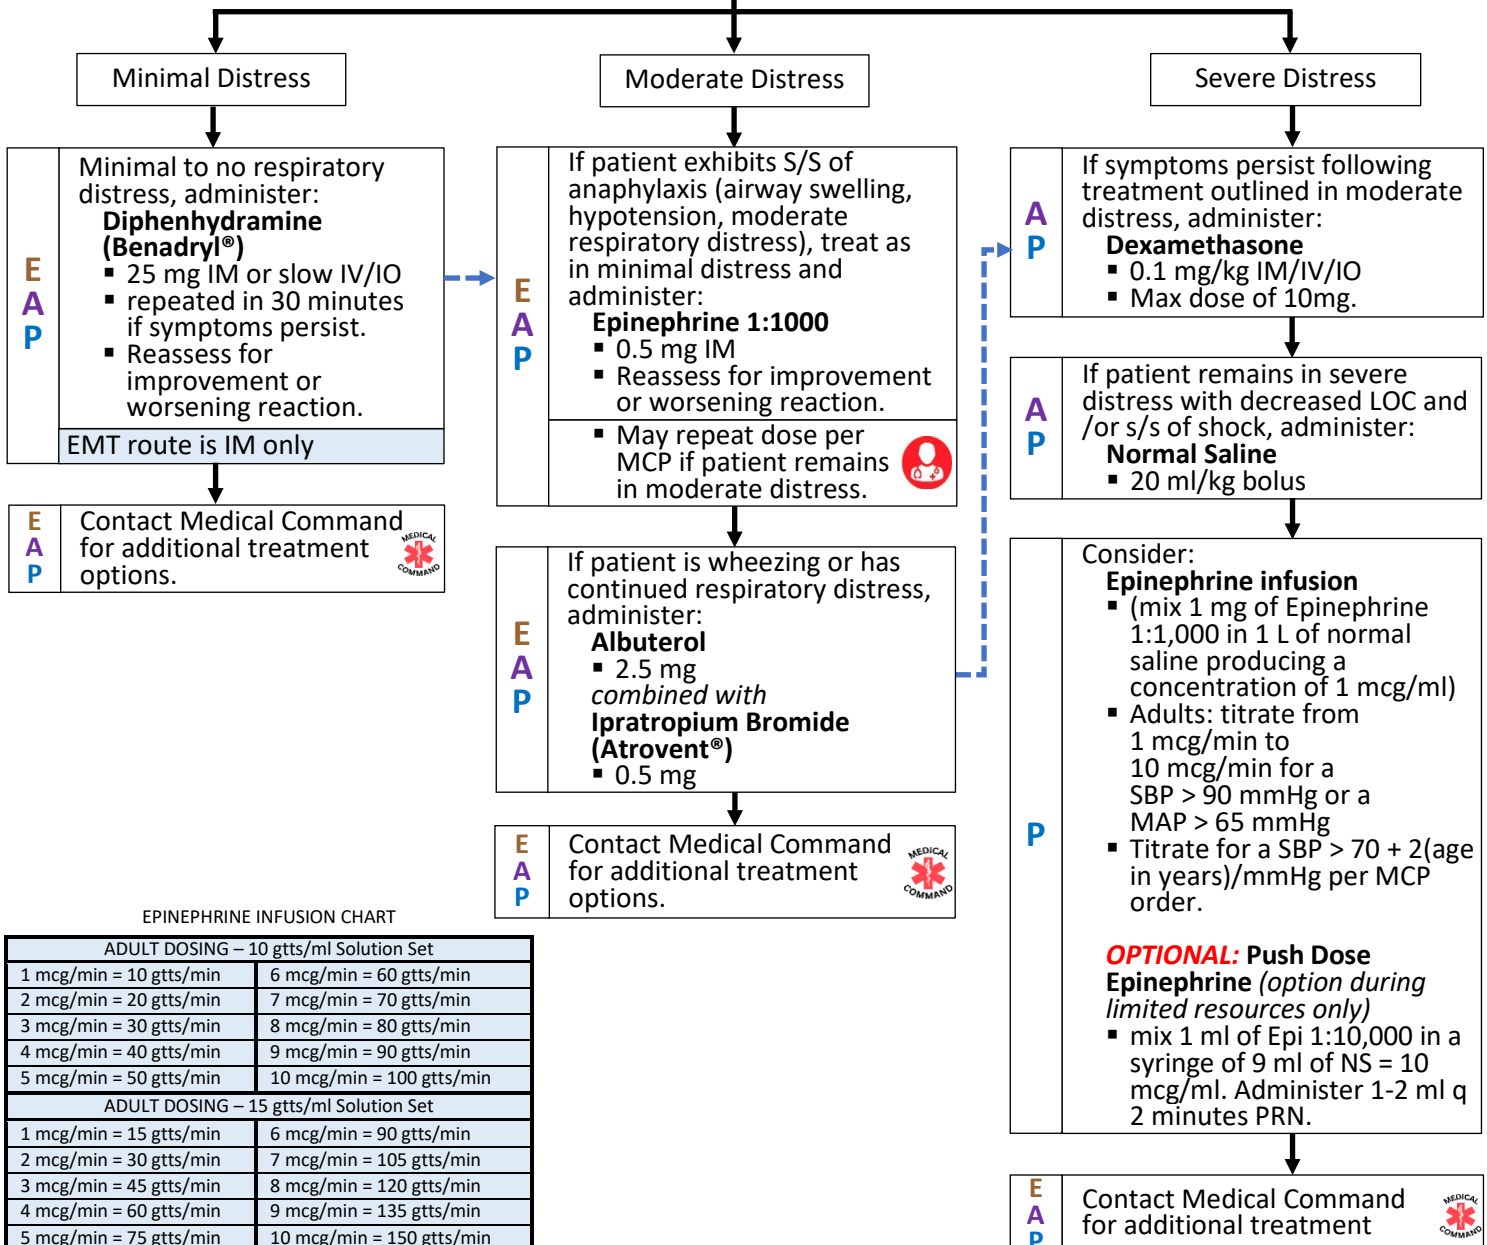 Minimal Distress
Moderate Distress
Severe Distress
E
A
P
Minimal to no respiratory
distress, administer:
Diphenhydramine
(Benadryl®)
▪ 25 mg IM or slow IV/IO
▪ repeated in 30 minutes
if symptoms persist.
▪ Reassess for
improvement or
worsening reaction.
EMT route is IM only
E
A
P
Contact Medical Command
for additional treatment
options.
MEDICAL
COMMAND
E
A
P
If patient exhibits S/S of
anaphylaxis (airway swelling,
hypotension, moderate
respiratory distress), treat as
in minimal distress and
administer:
Epinephrine 1:1000
▪ 0.5 mg IM
▪ Reassess for improvement
or worsening reaction.
▪ May repeat dose per
MCP if patient remains
in moderate distress.
E
A
P
If patient is wheezing or has
continued respiratory distress,
administer:
Albuterol
▪ 2.5 mg
combined with
Ipratropium Bromide
(Atrovent®)
▪ 0.5 mg
E
A
P
Contact Medical Command
for additional treatment
options.
MEDICAL
COMMAND
A
P
If symptoms persist following
treatment outlined in moderate
distress, administer:
Dexamethasone
▪ 0.1 mg/kg IM/IV/IO
▪ Max dose of 10mg.
A
P
If patient remains in severe
distress with decreased LOC and
/or s/s of shock, administer:
Normal Saline
▪ 20 ml/kg bolus
P
Consider:
Epinephrine infusion
▪ (mix 1 mg of Epinephrine
1:1,000 in 1 L of normal
saline producing a
concentration of 1 mcg/ml)
▪ Adults: titrate from
1 mcg/min to
10 mcg/min for a
SBP > 90 mmHg or a
MAP > 65 mmHg
▪ Titrate for a SBP > 70 + 2(age
in years)/mmHg per MCP
order.
OPTIONAL: Push Dose
Epinephrine (option during
limited resources only)
▪ mix 1 ml of Epi 1:10,000 in a
syringe of 9 ml of NS = 10
mcg/ml. Administer 1-2 ml q
2 minutes PRN.
E
A
P
Contact Medical Command
for additional treatment
MEDICAL
COMMAND
EPINEPHRINE INFUSION CHART
ADULT DOSING – 10 gtts/ml Solution Set
1 mcg/min = 10 gtts/min 6 mcg/min = 60 gtts/min
2 mcg/min = 20 gtts/min 7 mcg/min = 70 gtts/min
3 mcg/min = 30 gtts/min 8 mcg/min = 80 gtts/min
4 mcg/min = 40 gtts/min 9 mcg/min = 90 gtts/min
5 mcg/min = 50 gtts/min 10 mcg/min = 100 gtts/min
ADULT DOSING – 15 gtts/ml Solution Set
1 mcg/min = 15 gtts/min 6 mcg/min = 90 gtts/min
2 mcg/min = 30 gtts/min 7 mcg/min = 105 gtts/min
3 mcg/min = 45 gtts/min 8 mcg/min = 120 gtts/min
4 mcg/min = 60 gtts/min 9 mcg/min = 135 gtts/min
5 mcg/min = 75 gtts/min 10 mcg/min = 150 gtts/min